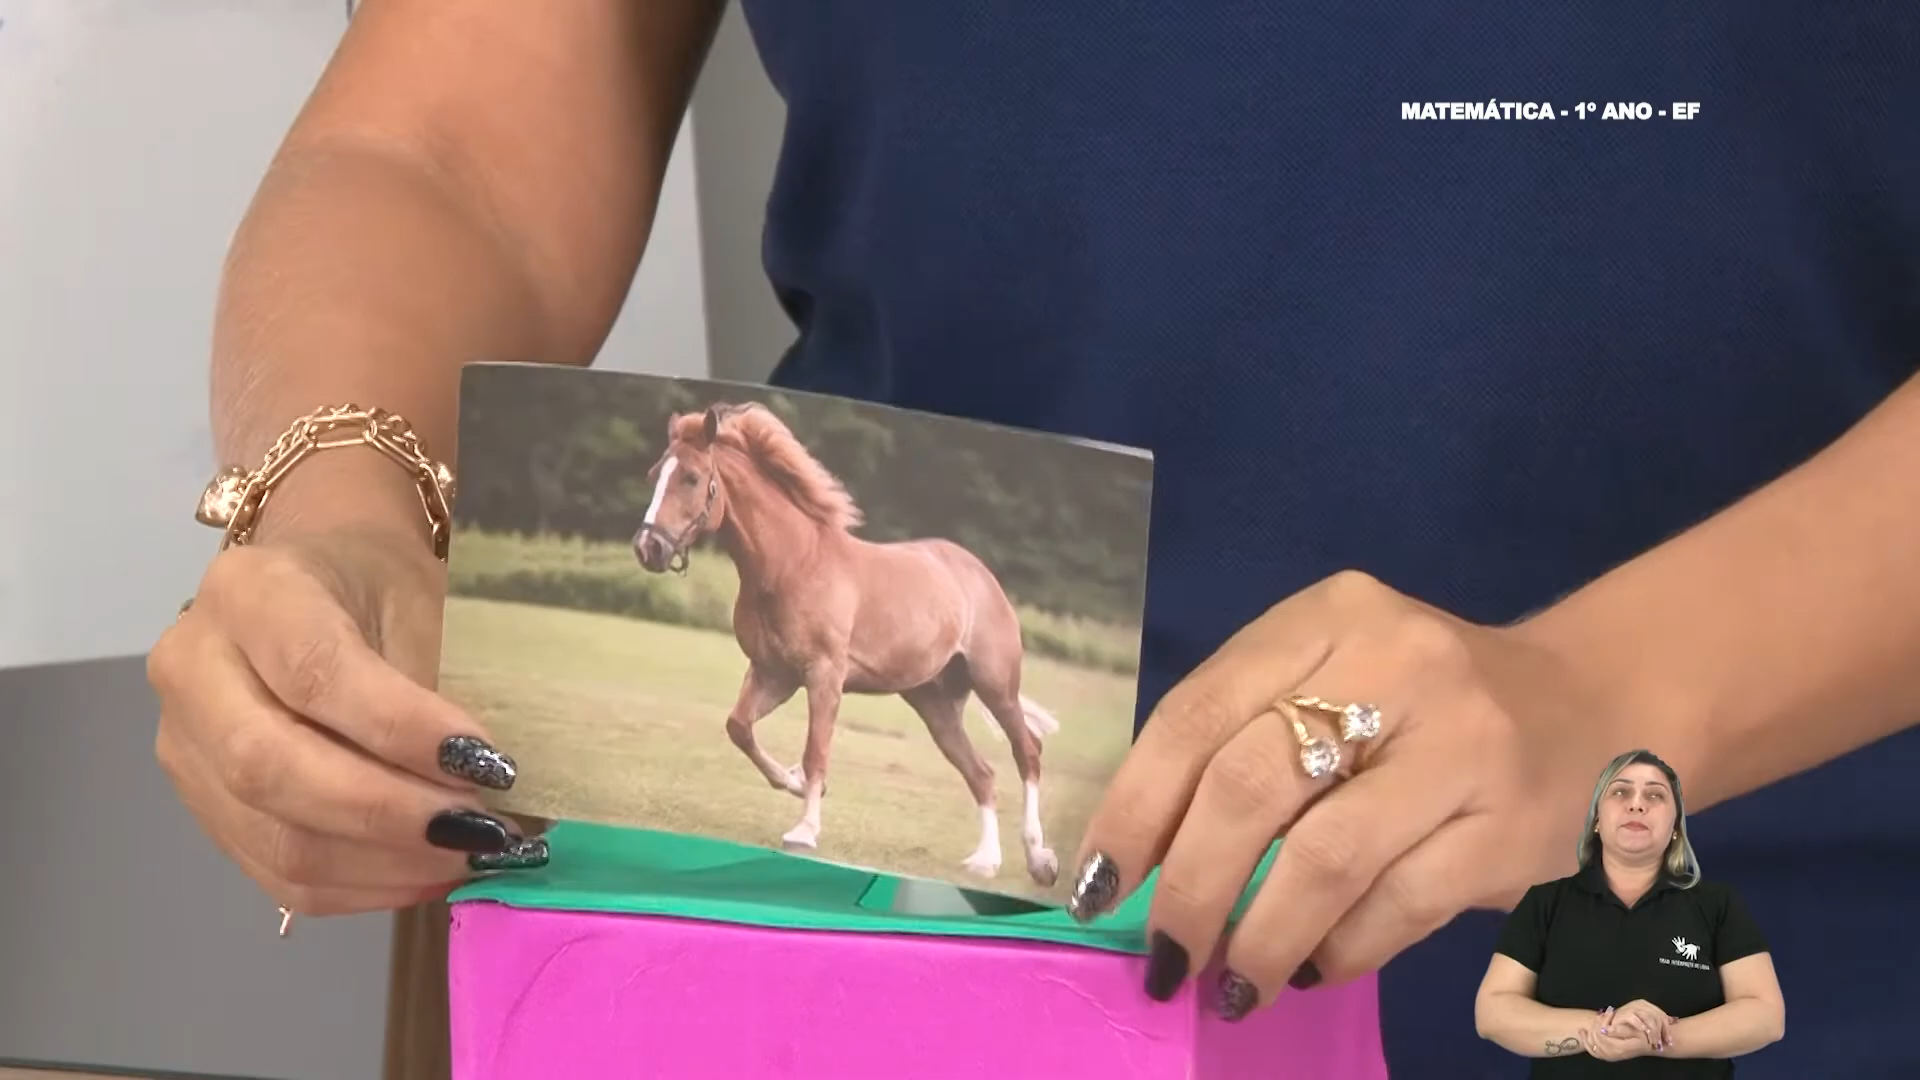 MATEMÁTICA - 1º ANO - EF